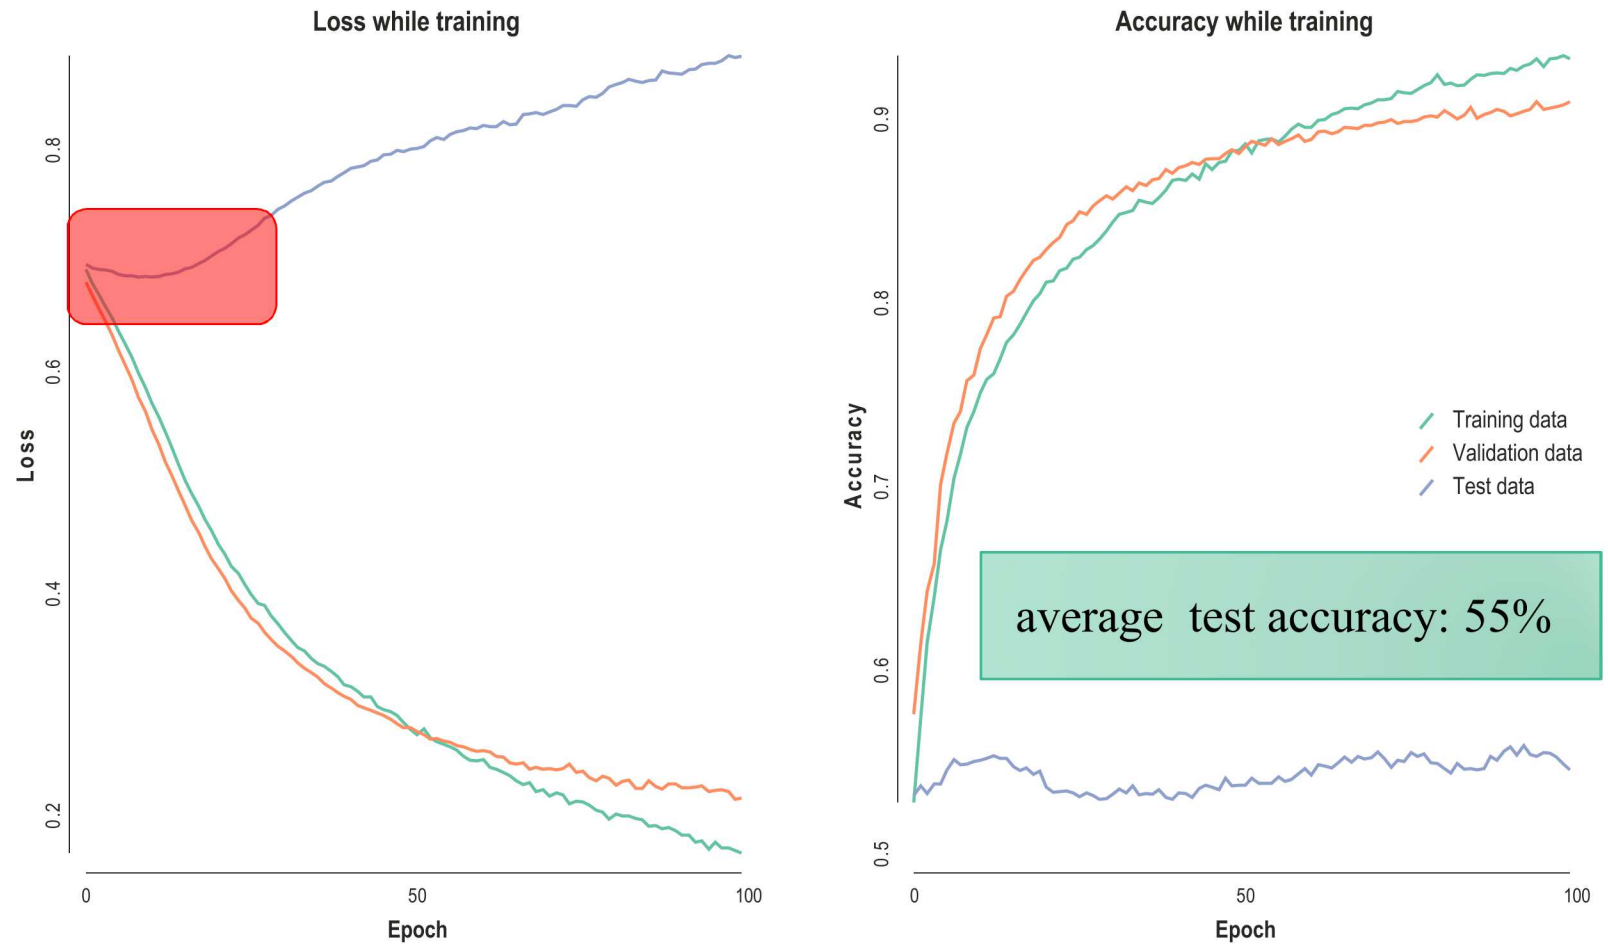 Loss while training
Loss
0.8
0.6
0.4
0.2
0
50
100
Epoch
Accuracy while training
Accuracy
0.9
0.8
0.7
0.6
0.5
Training data
Validation data
Test data
average  test accuracy: 55%
0
50
100
Epoch